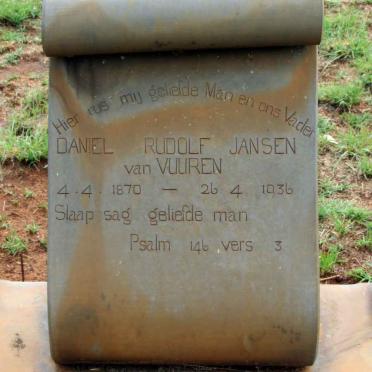 Hier rus my geliefde Man en ons Vader
DANIEL RUDOLF JANSEN
van VUUREN
4.4.1870 — 26 4 1936
Slaap sag geliefde man
Psalm 146 vers 3